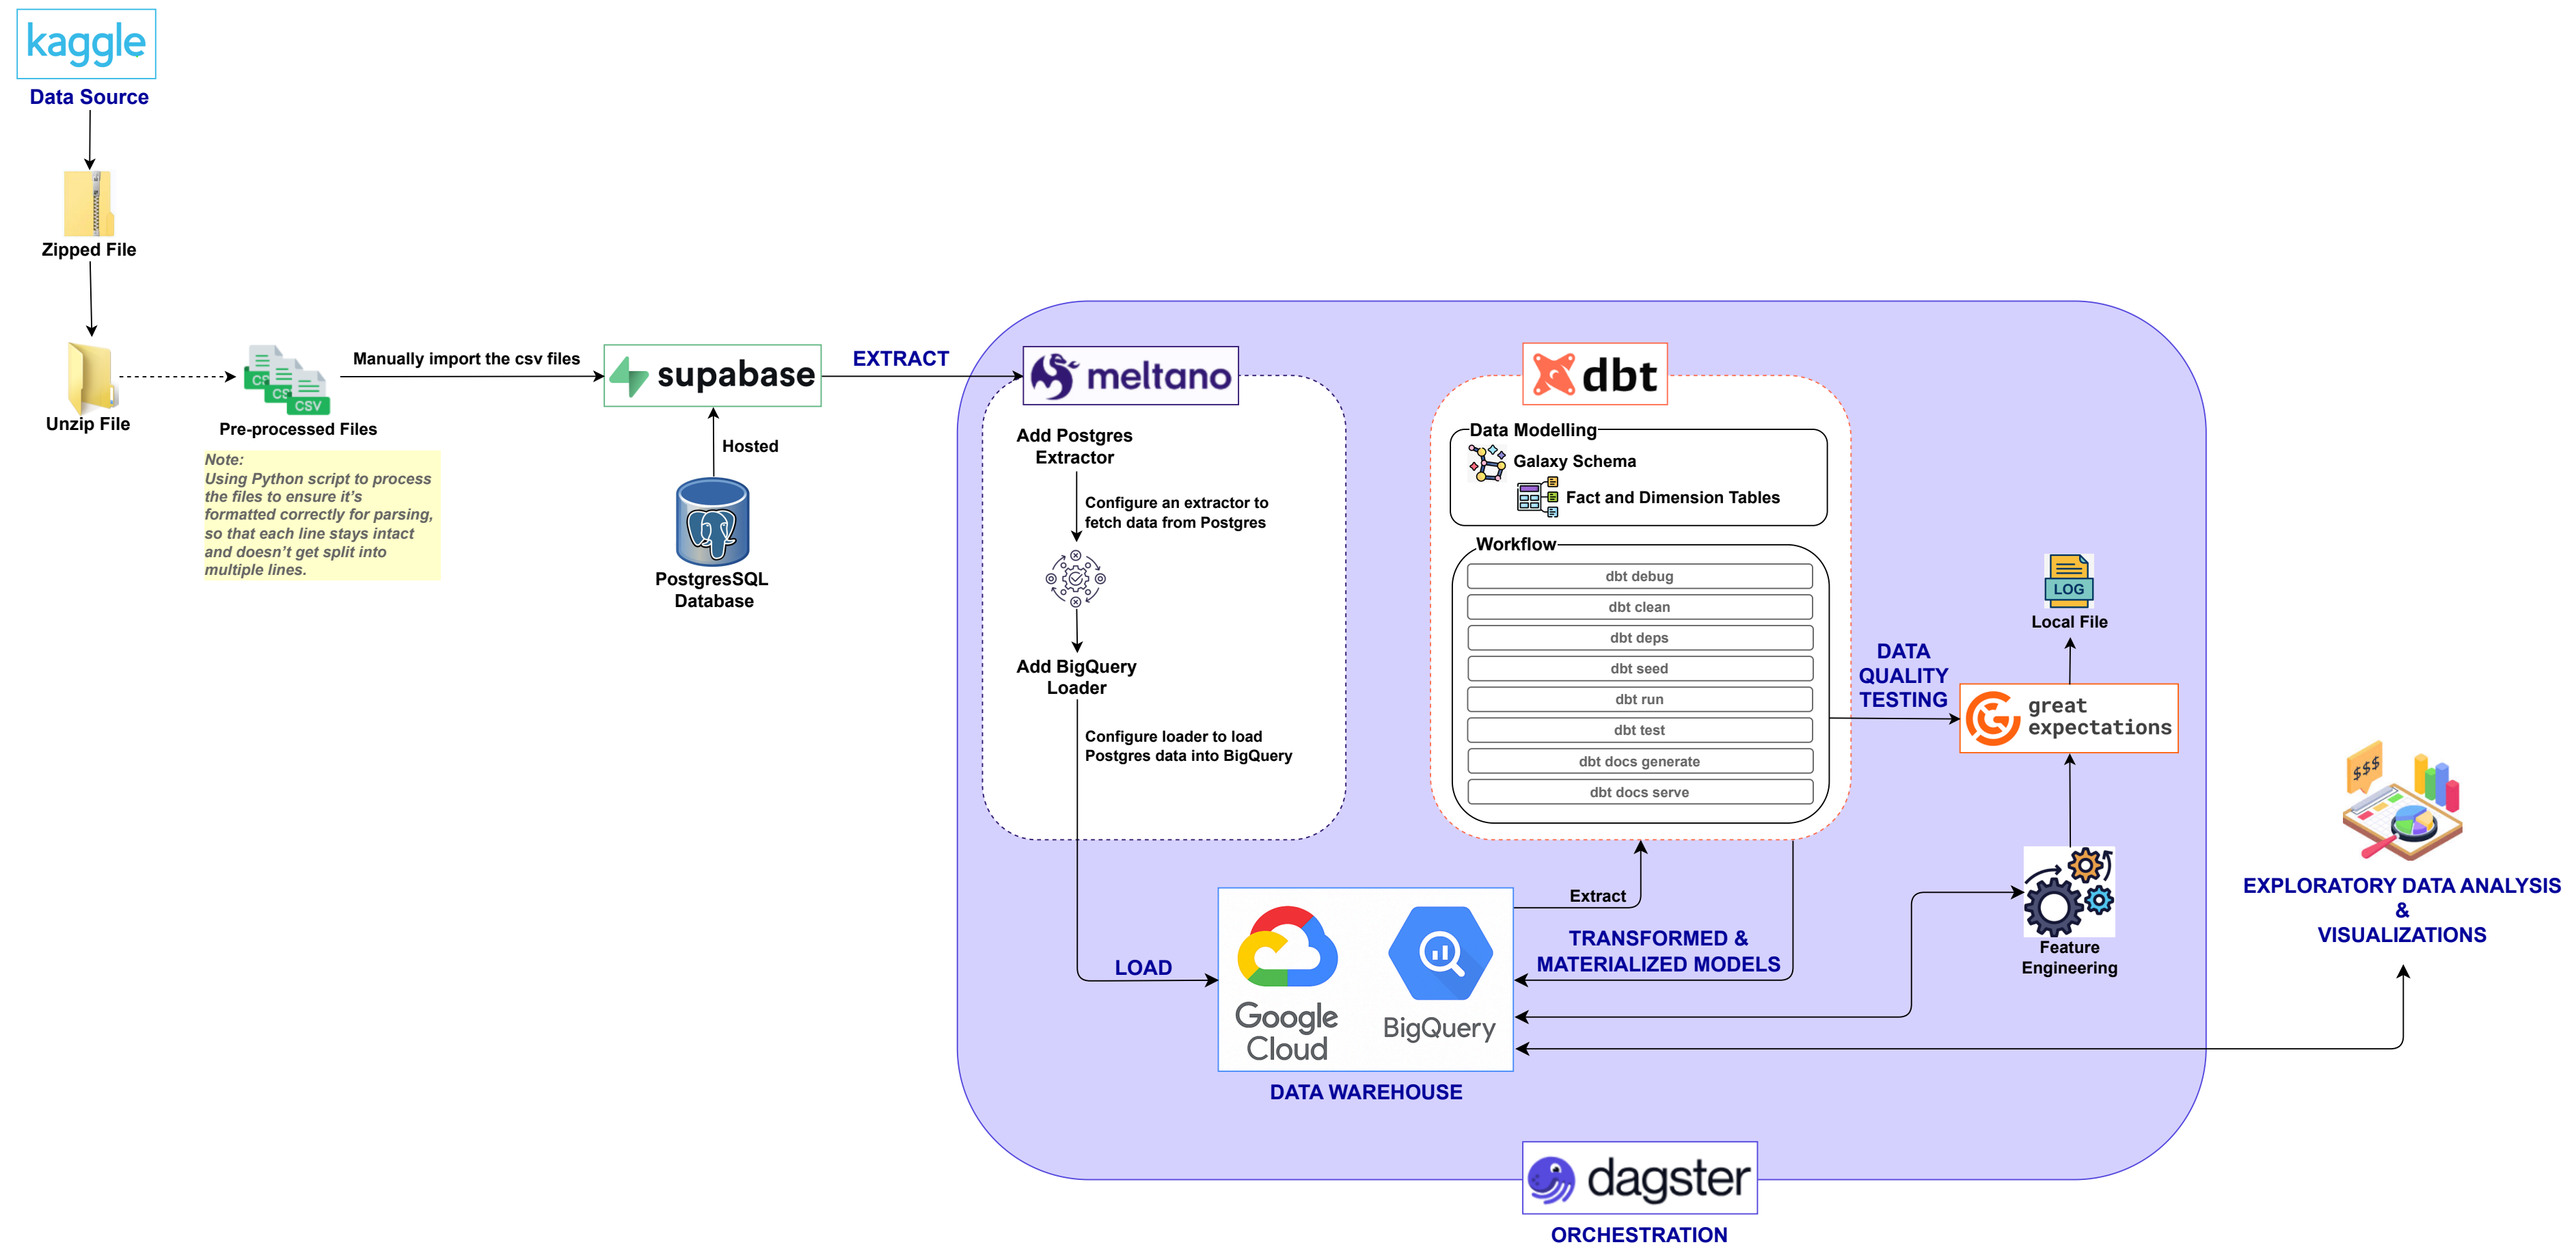 kaggle
Data Source
Zipped File
Unzip File
CSV
CSV
CSV
Pre-processed Files
Note:
Using Python script to process
the files to ensure it's
formatted correctly for parsing,
so that each line stays intact
and doesn't get split into
multiple lines.
Manually import the csv files
supabase
Hosted
PostgresSQL
Database
EXTRACT
meltano
Add Postgres
Extractor
Configure an extractor to
fetch data from Postgres
Add BigQuery
Loader
Configure loader to load
Postgres data into BigQuery
LOAD
dbt
Data Modelling
Galaxy Schema
Fact and Dimension Tables
Workflow
dbt debug
dbt clean
dbt deps
dbt seed
dbt run
dbt test
dbt docs generate
dbt docs serve
Extract
TRANSFORMED &
MATERIALIZED MODELS
Google
Cloud
BigQuery
DATA WAREHOUSE
DATA
QUALITY
TESTING
LOG
Local File
great
expectations
Feature
Engineering
$$$
EXPLORATORY DATA ANALYSIS
&
VISUALIZATIONS
dagster
ORCHESTRATION